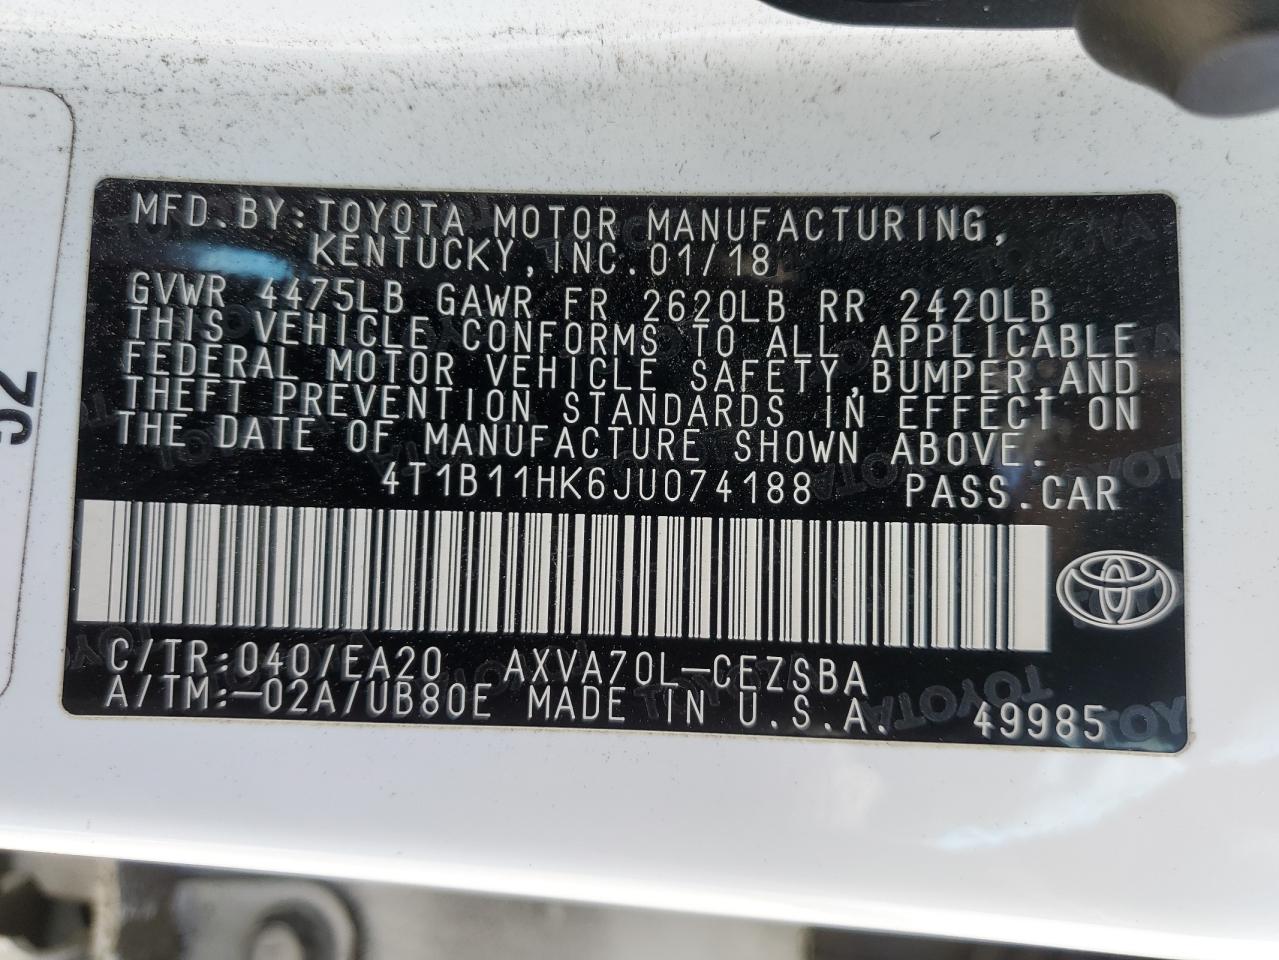 MFD.BY:TOYOTA MOTOR MANUFACTURING,
KENTUCKY,INC.01/18
GVWR 4475LB GAWR FR 2620LB RR 2420LB
THIS VEHICLE CONFORMS TO ALL APPLICABLE
FEDERAL MOTOR VEHICLE SAFETY,BUMPER,AND
THEFT PREVENTION STANDARDS IN EFFECT ON
THE DATE OF MANUFACTURE SHOWN ABOVE.
4T1B11HK6JU074188 PASS.CAR
C/TR:040/EA20 AXVA70L-CEZSBA
A/TM:-02A/UB80E MADE IN U.S.A. 49985